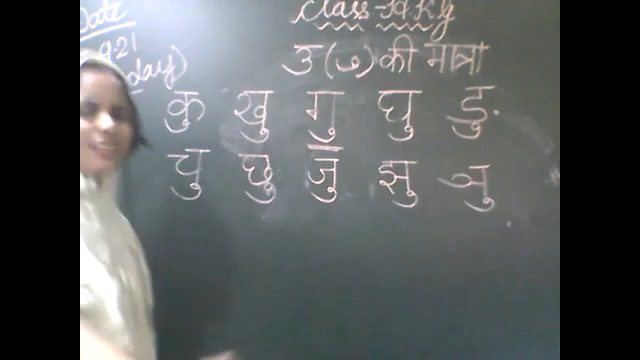 Date
9.21
day)
Class
उ (ु) की मात्रा
कु खु गु घु ङु
चु छु जु झु ञु